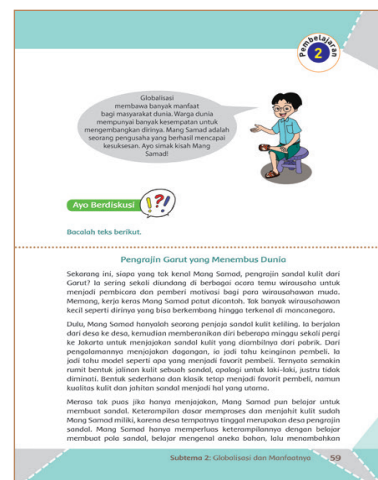 Pembelajaran
2
Globalisasi
membawa banyak manfaat
bagi masyarakat dunia. Warga dunia
mempunyai banyak kesempatan untuk
mengembangkan dirinya. Mang Samad adalah
seorang pengusaha yang berhasil mencapai
kesuksesan. Ayo simak kisah Mang
Samad!
Ayo Berdiskusi
Bacalah teks berikut.
Pengrajin Garut yang Menembus Dunia
Sekarang ini, siapa yang tak kenal Mang Samad, pengrajin sandal kulit dari
Garut? Ia sering sekali diundang di berbagai acara temu wirausaha untuk
menjadi pembicara dan pemberi motivasi bagi para wirausahawan muda.
Memang, kerja keras Mang Samad patut dicontoh. Tak banyak wirausahawan
kecil seperti dirinya yang bisa berkembang hingga terkenal di mancanegara.
Dulu, Mang Samad hanyalah seorang penjaja sandal kulit keliling. Ia berjalan
dari desa ke desa, kemudian memberanikan diri beberapa minggu sekali pergi
ke Jakarta untuk menjajakan sandal kulit yang diambilnya dari pabrik. Dari
pengalamannya menjajakan dagangan, ia jadi tahu keinginan pembeli. Ia
jadi tahu model seperti apa yang menjadi favorit pembeli. Ternyata semakin
rumit bentuk jalinan kulit sebuah sandal, apalagi untuk laki-laki, justru tidak
diminati. Bentuk sederhana dan klasik tetap menjadi favorit pembeli, namun
kualitas kulit dan jahitan sandal menjadi hal yang utama.
Merasa tak puas jika hanya menjajakan, Mang Samad pun belajar untuk
membuat sandal. Keterampilan dasar memproses dan menjahit kulit sudah
Mang Samad miliki, karena desa tempatnya tinggal merupakan desa pengrajin
sandal. Mang Samad hanya memperluas keterampilannya dengan belajar
membuat pola sandal, belajar mengenal aneka bahan, lalu menambahkan
Subtema 2: Globalisasi dan Manfaatnya 59